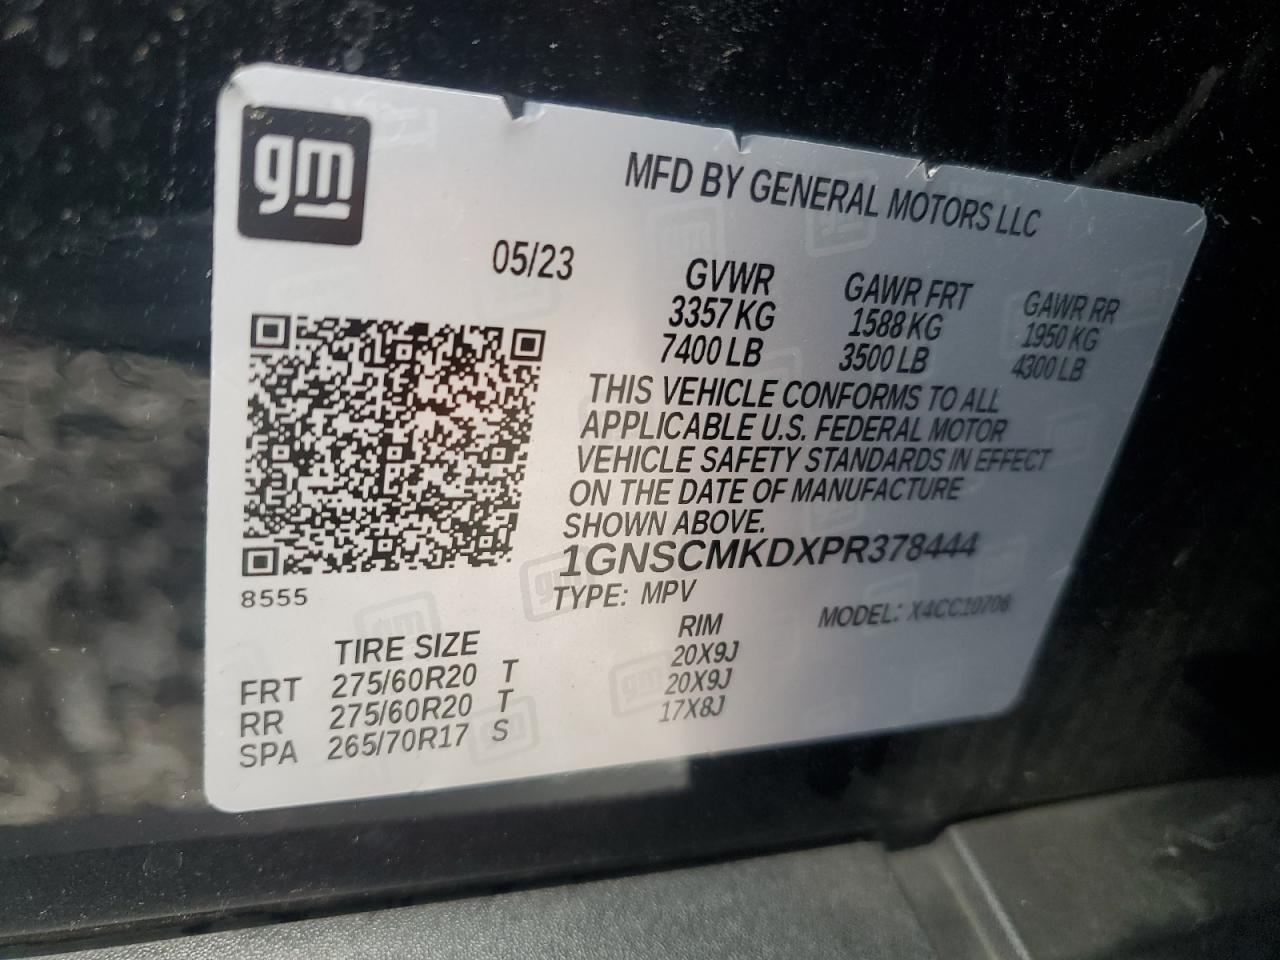 gm
MFD BY GENERAL MOTORS LLC
05/23
GVWR GAWR FRT GAWR RR
3357 KG 1588 KG 1950 KG
7400 LB 3500 LB 4300 LB
THIS VEHICLE CONFORMS TO ALL
APPLICABLE U.S. FEDERAL MOTOR
VEHICLE SAFETY STANDARDS IN EFFECT
ON THE DATE OF MANUFACTURE
SHOWN ABOVE.
1GNSCMKDXPR378444
8555
TYPE: MPV MODEL: X4CC10706
TIRE SIZE RIM
FRT 275/60R20 T 20X9J
RR 275/60R20 T 20X9J
SPA 265/70R17 S 17X8J